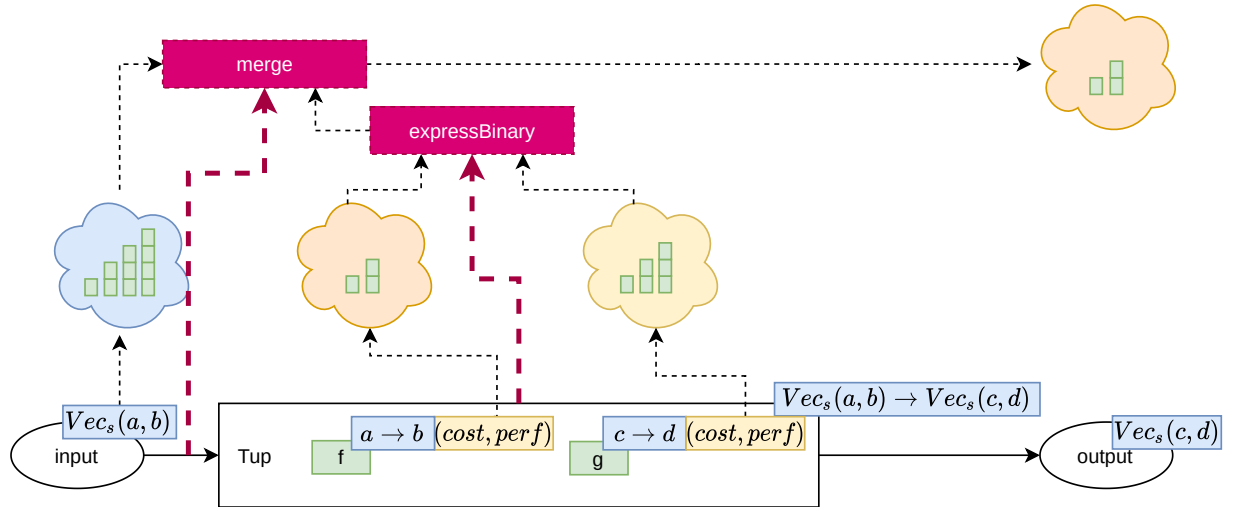 merge
expressBinary
Vec_s(a, b) → Vec_s(c, d)
Vec_s(a, b)
a → b (cost, perf)
c → d (cost, perf)
Vec_s(c, d)
input
Tup
f
g
output